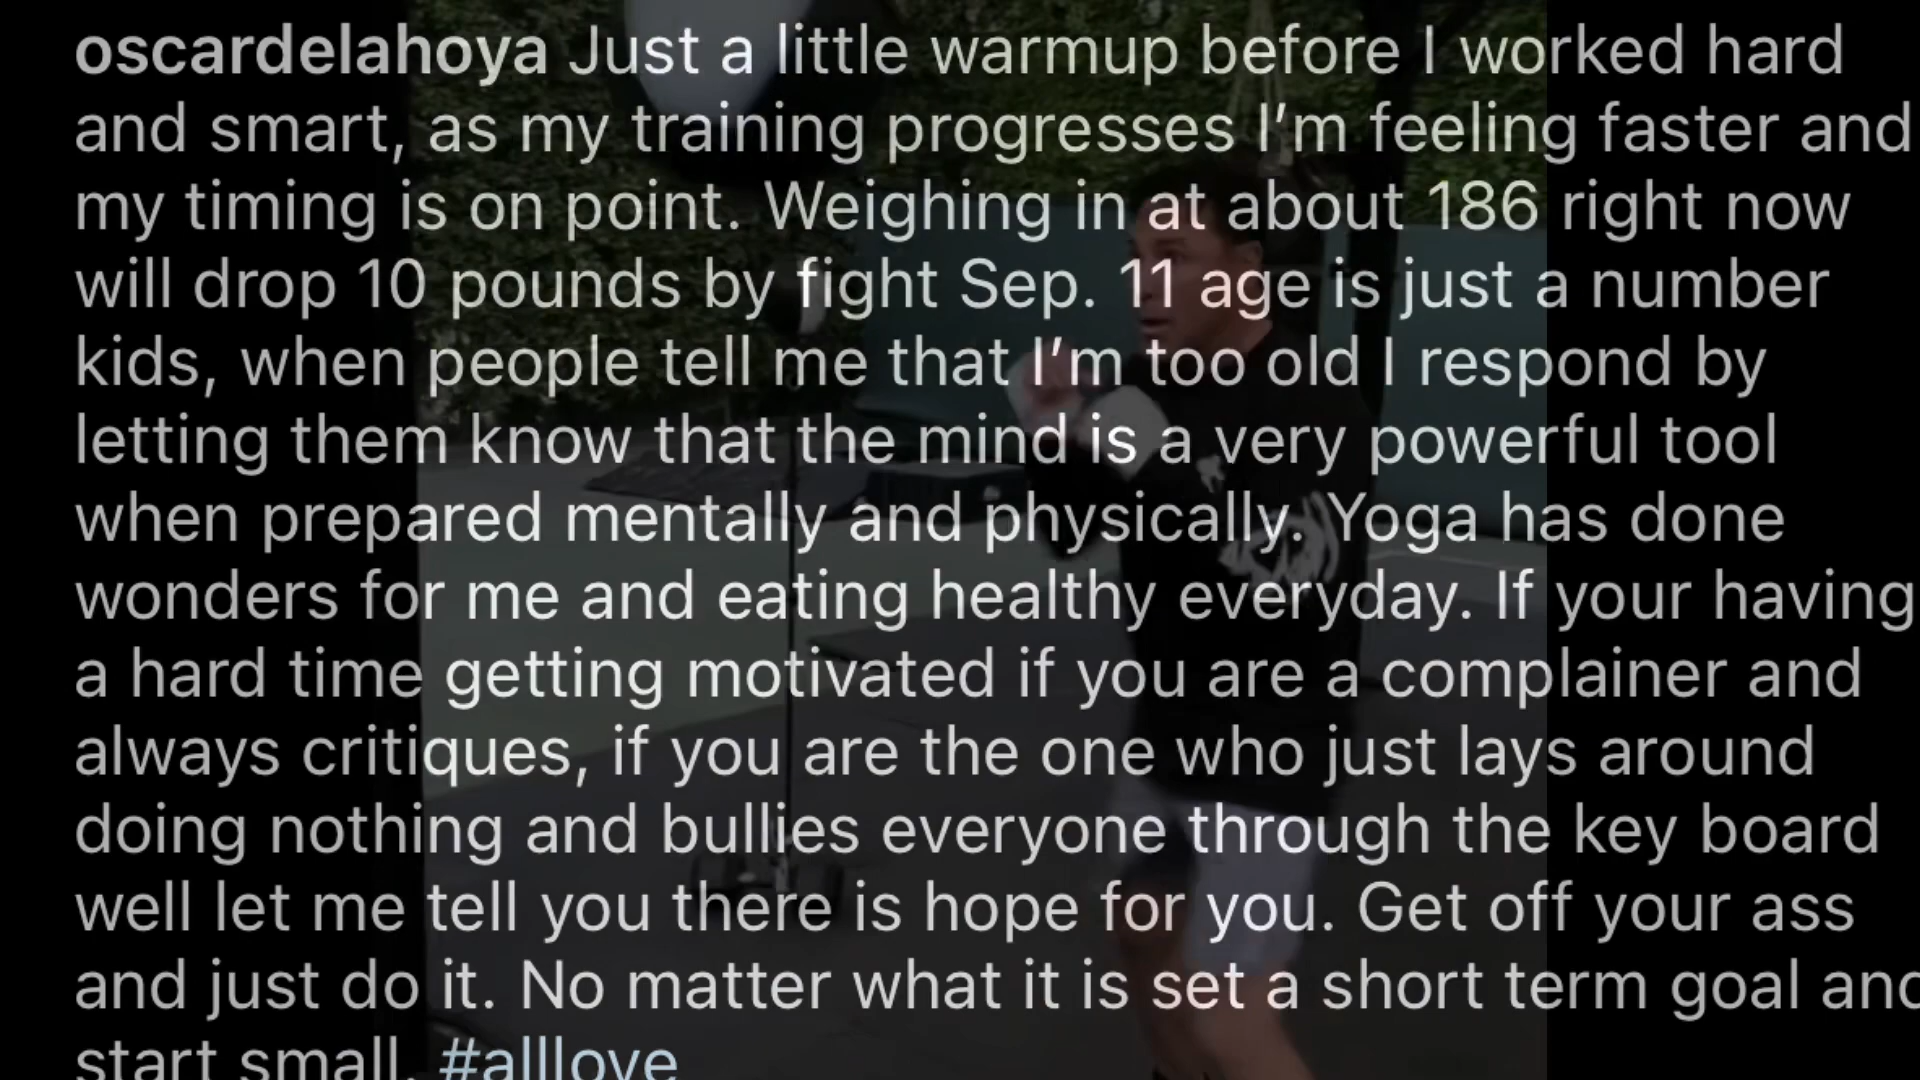 oscardelahoya Just a little warmup before I worked hard
and smart, as my training progresses I’m feeling faster and
my timing is on point. Weighing in at about 186 right now
will drop 10 pounds by fight Sep. 11 age is just a number
kids, when people tell me that I’m too old I respond by
letting them know that the mind is a very powerful tool
when prepared mentally and physically. Yoga has done
wonders for me and eating healthy everyday. If your having
a hard time getting motivated if you are a complainer and
always critiques, if you are the one who just lays around
doing nothing and bullies everyone through the key board
well let me tell you there is hope for you. Get off your ass
and just do it. No matter what it is set a short term goal and
start small. #alllove